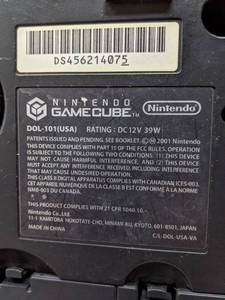 DS456214075
NINTENDO
GAMECUBE™ Nintendo®
DOL-101(USA) RATING : DC12V 39W
PATENTS ISSUED AND PENDING, SEE BOOKLET. ©2001 Nintendo
THIS DEVICE COMPLIES WITH PART 15 OF THE FCC RULES. OPERATION
IS SUBJECT TO THE FOLLOWING TWO CONDITIONS: (1) THIS DEVICE
MAY NOT CAUSE HARMFUL INTERFERENCE, AND (2) THIS DEVICE
MUST ACCEPT ANY INTERFERENCE RECEIVED, INCLUDING
INTERFERENCE THAT MAY CAUSE UNDESIRED OPERATION.
THIS CLASS B DIGITAL APPARATUS COMPLIES WITH CANADIAN ICES-003.
CET APPAREIL NUMERIQUE DE LA CLASSE B EST CONFORME A LA NORME
NMB-003 DU CANADA.
THIS PRODUCT COMPLIES WITH 21 CFR 1040.10.
Nintendo Co.,Ltd.
11-1 KAMITOBA HOKOTATE-CHO, MINAMI-KU, KYOTO, 601-8501, JAPAN
MADE IN CHINA C/L-DOL-USA-VA